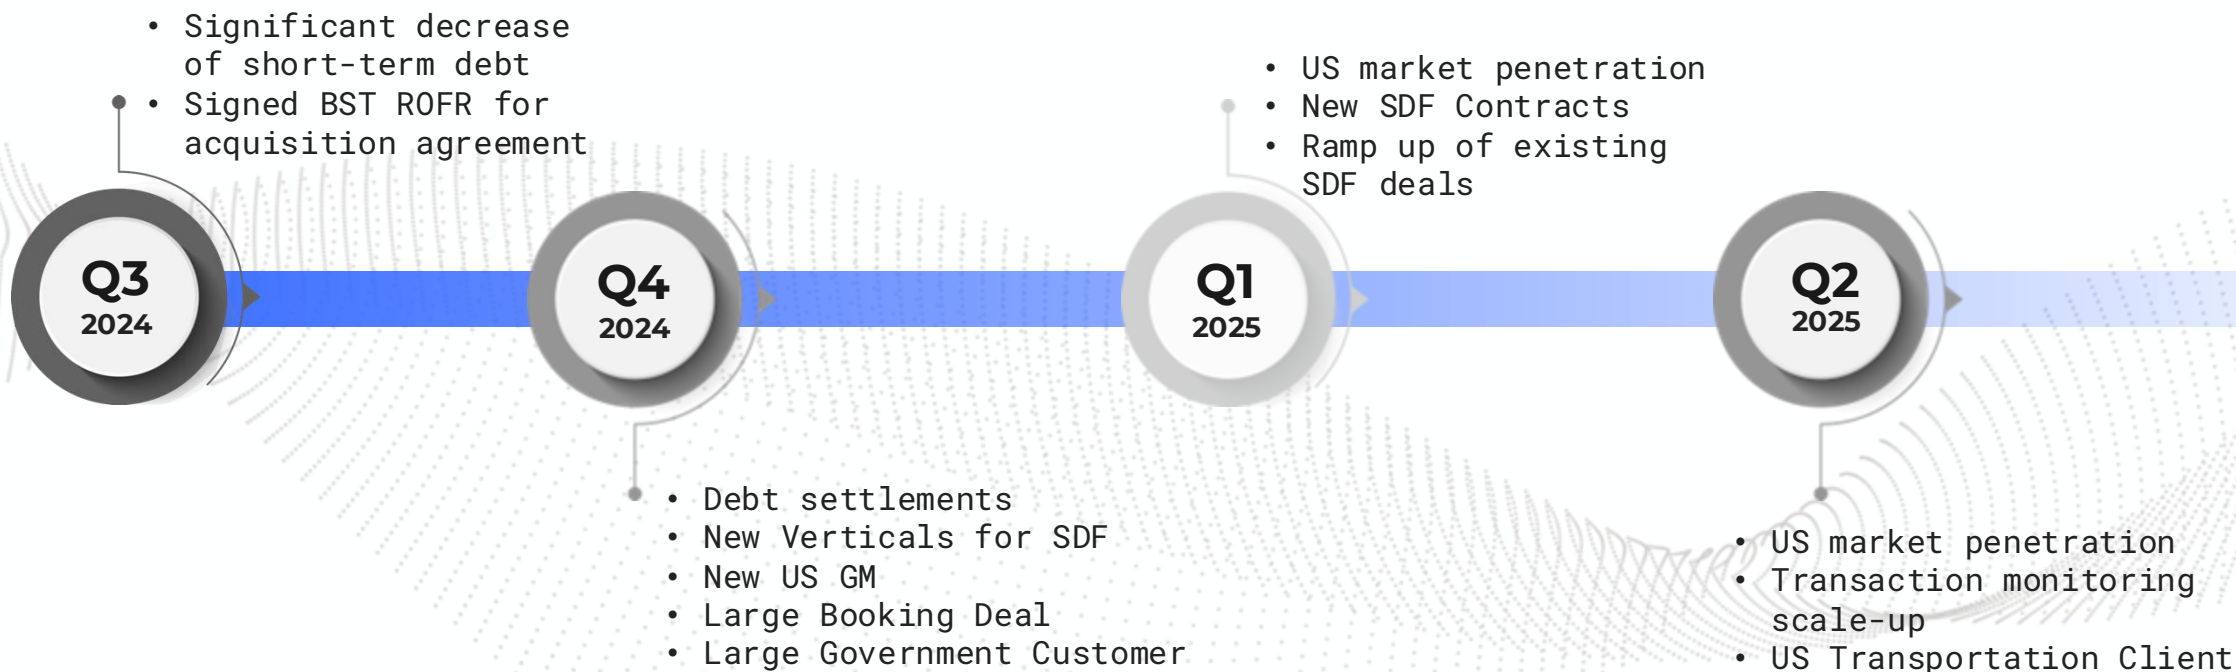 • Significant decrease
of short-term debt
• Signed BST ROFR for
acquisition agreement
Q3
2024
Q4
2024
• Debt settlements
• New Verticals for SDF
• New US GM
• Large Booking Deal
• Large Government Customer
• US market penetration
• New SDF Contracts
• Ramp up of existing
SDF deals
Q1
2025
Q2
2025
• US market penetration
• Transaction monitoring
scale-up
• US Transportation Client